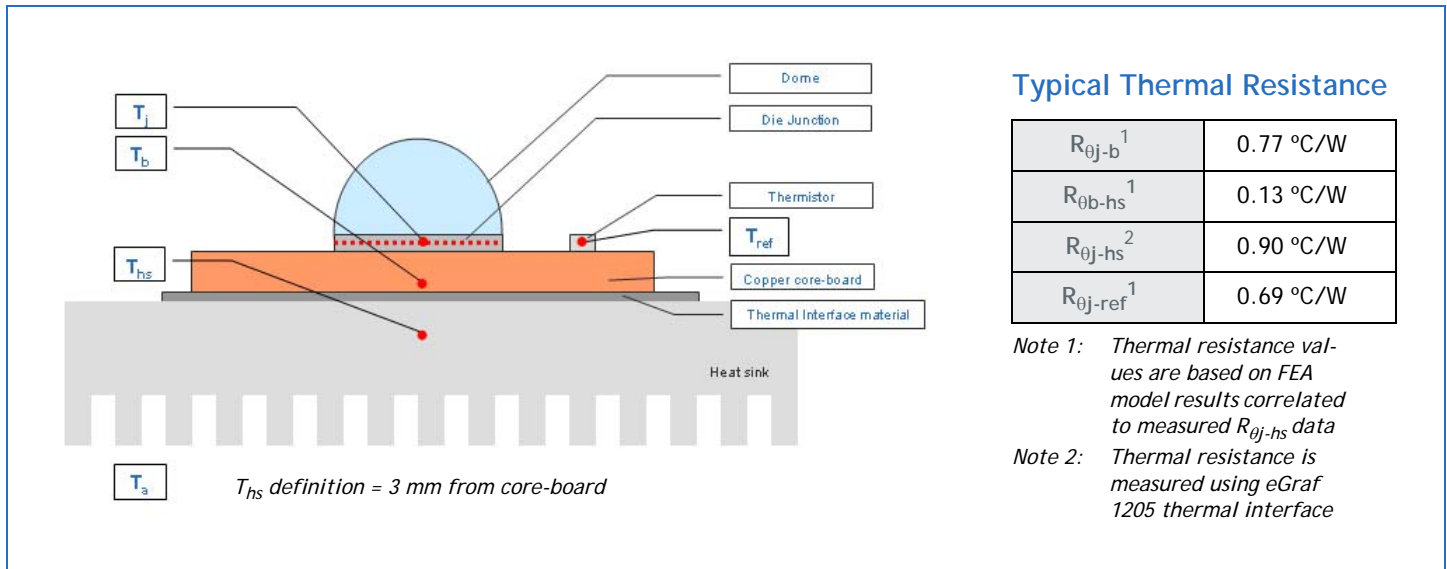 Dome
Die Junction
Tj
Tb
Thermistor
Tref
Ths
Copper core-board
Thermal Interface material
Heat sink
Ta
Ths definition = 3 mm from core-board
Typical Thermal Resistance
Rθj-b1 0.77 ºC/W
Rθb-hs1 0.13 ºC/W
Rθj-hs2 0.90 ºC/W
Rθj-ref1 0.69 ºC/W
Note 1: Thermal resistance val-
ues are based on FEA
model results correlated
to measured Rθj-hs data
Note 2: Thermal resistance is
measured using eGraf
1205 thermal interface